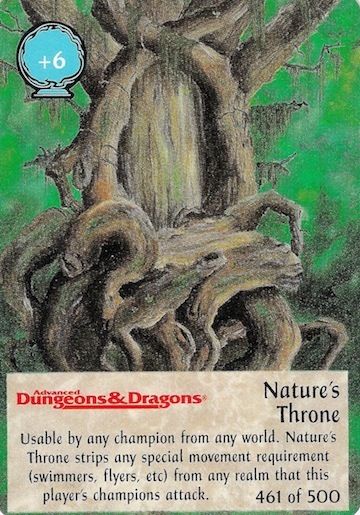 +6
Advanced
Dungeons & Dragons®
Nature's
Throne
Usable by any champion from any world. Nature's
Throne strips any special movement requirement
(swimmers, flyers, etc) from any realm that this
player's champions attack.
461 of 500